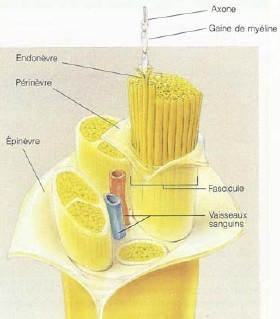 Axone
Gaine de myéline
Endonèvre
Périnèvre
Épinèvre
Fascicule
Vaisseaux
sanguins